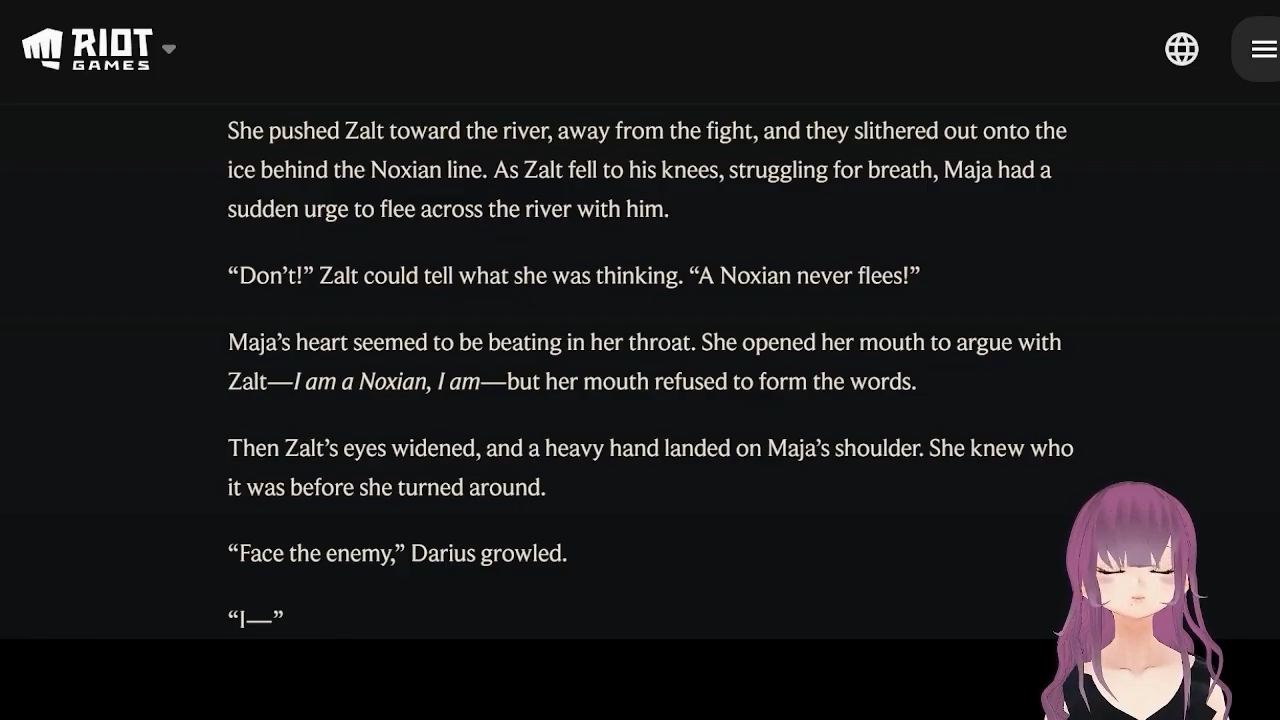 RIOT
GAMES
She pushed Zalt toward the river, away from the fight, and they slithered out onto the
ice behind the Noxian line. As Zalt fell to his knees, struggling for breath, Maja had a
sudden urge to flee across the river with him.
“Don’t!” Zalt could tell what she was thinking. “A Noxian never flees!”
Maja’s heart seemed to be beating in her throat. She opened her mouth to argue with
Zalt—I am a Noxian, I am—but her mouth refused to form the words.
Then Zalt’s eyes widened, and a heavy hand landed on Maja’s shoulder. She knew who
it was before she turned around.
“Face the enemy,” Darius growled.
“I—”